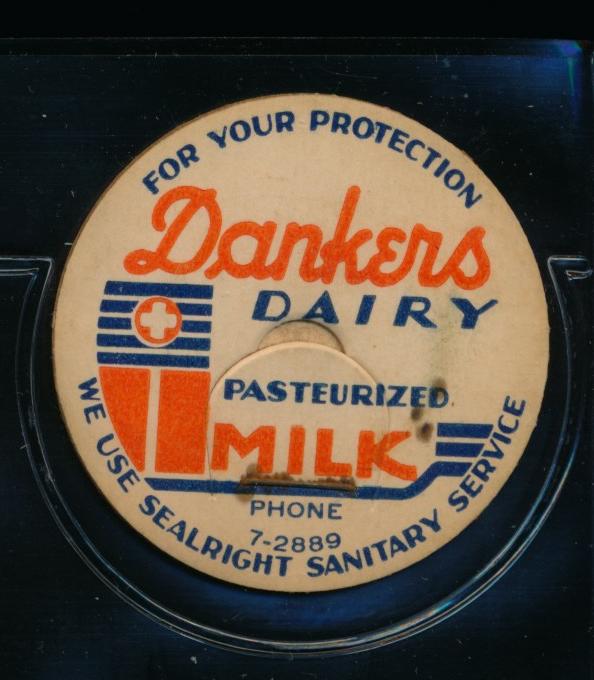 FOR YOUR PROTECTION
Dankers
DAIRY
PASTEURIZED
MILK
PHONE
7-2889
WE USE SEALRIGHT SANITARY SERVICE